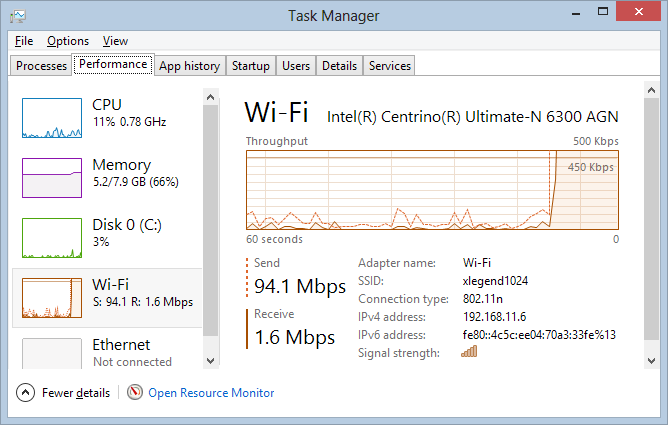 Task Manager
File Options View
Processes Performance App history Startup Users Details Services
CPU
11% 0.78 GHz
Memory
5.2/7.9 GB (66%)
Disk 0 (C:)
3%
Wi-Fi
S: 94.1 R: 1.6 Mbps
Ethernet
Not connected
Wi-Fi Intel(R) Centrino(R) Ultimate-N 6300 AGN
Throughput 500 Kbps
450 Kbps
60 seconds 0
Send
94.1 Mbps
Receive
1.6 Mbps
Adapter name: Wi-Fi
SSID: xlegend1024
Connection type: 802.11n
IPv4 address: 192.168.11.6
IPv6 address: fe80::4c5c:ee04:70a3:33fe%13
Signal strength:
Fewer details Open Resource Monitor